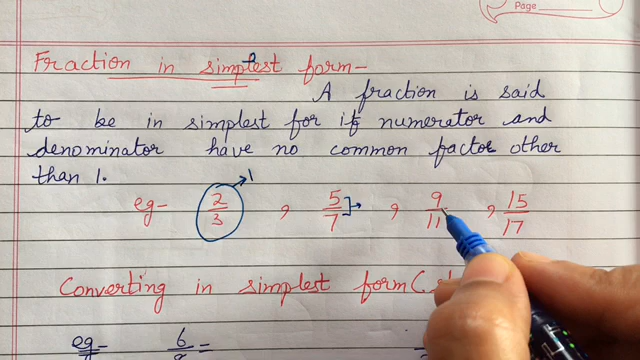 Page
Fraction in simplest form-
A fraction is said
to be in simplest for if numerator and
denominator have no common factor other
than 1.
eg- 2/3 → 1 , 5/7 → , 9/11 , 15/17
Converting in simplest form(
eg- 6/ =